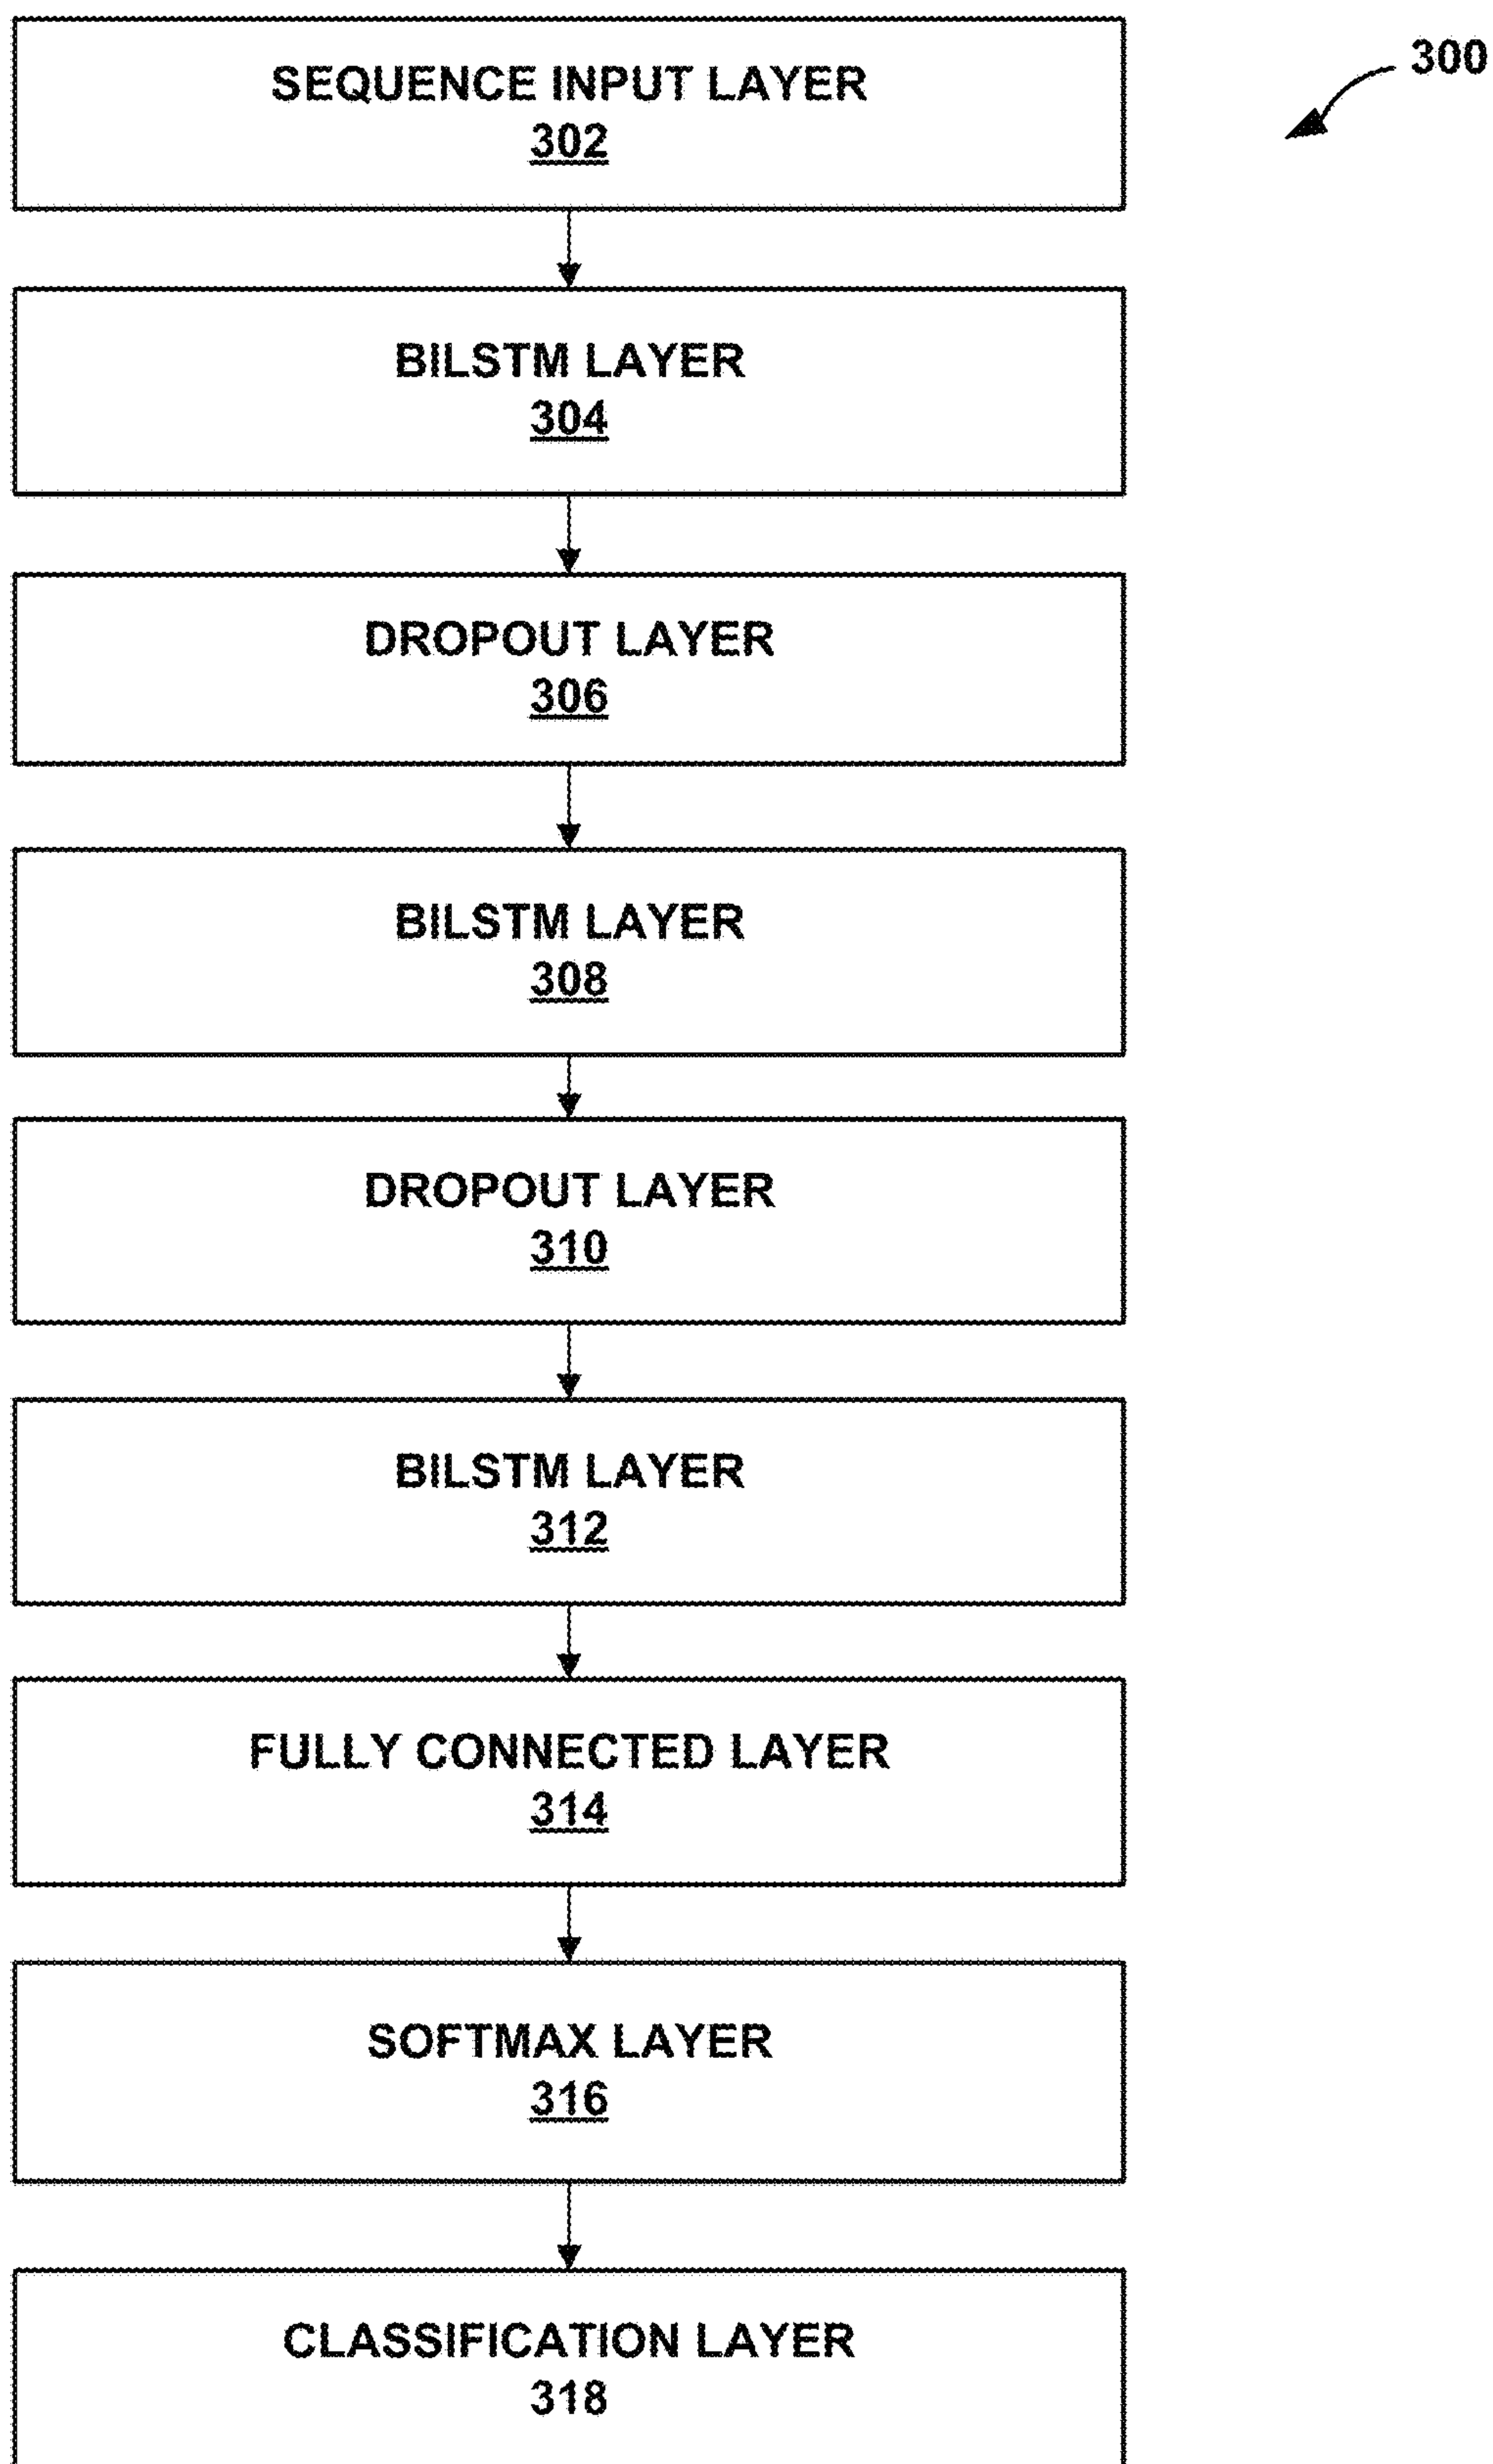 300
SEQUENCE INPUT LAYER
302
BILSTM LAYER
304
DROPOUT LAYER
306
BILSTM LAYER
308
DROPOUT LAYER
310
BILSTM LAYER
312
FULLY CONNECTED LAYER
314
SOFTMAX LAYER
316
CLASSIFICATION LAYER
318